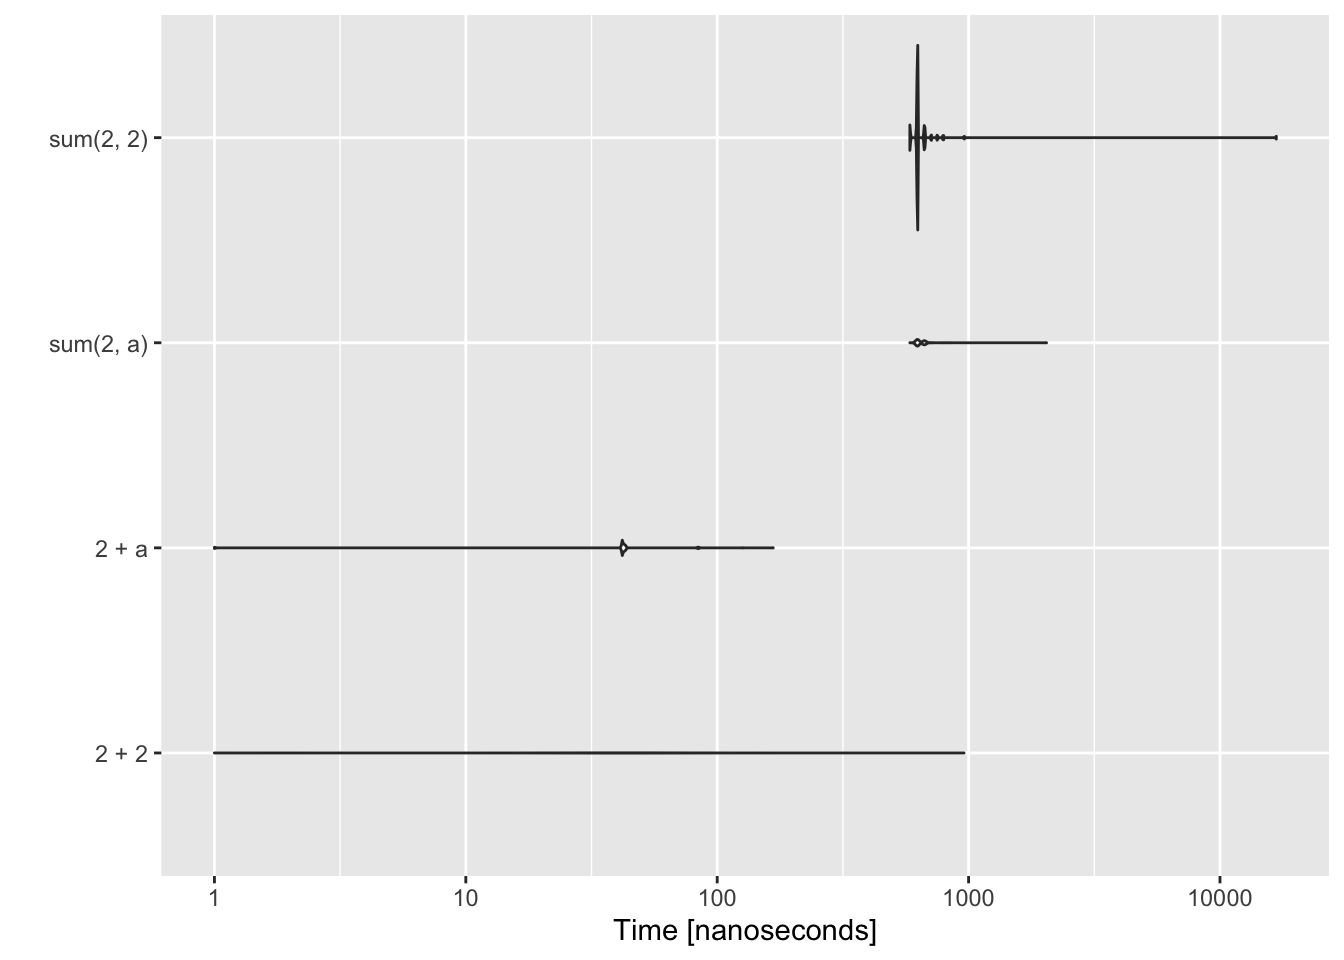 sum(2, 2)
sum(2, a)
2 + a
2 + 2
1 10 100 1000 10000
Time [nanoseconds]